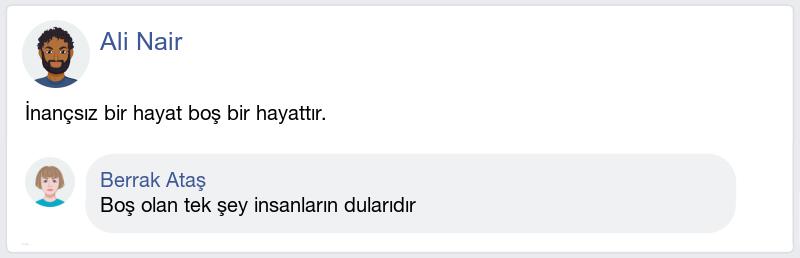 Ali Nair
İnançsız bir hayat boş bir hayattır.
Berrak Ataş
Boş olan tek şey insanların dularıdır